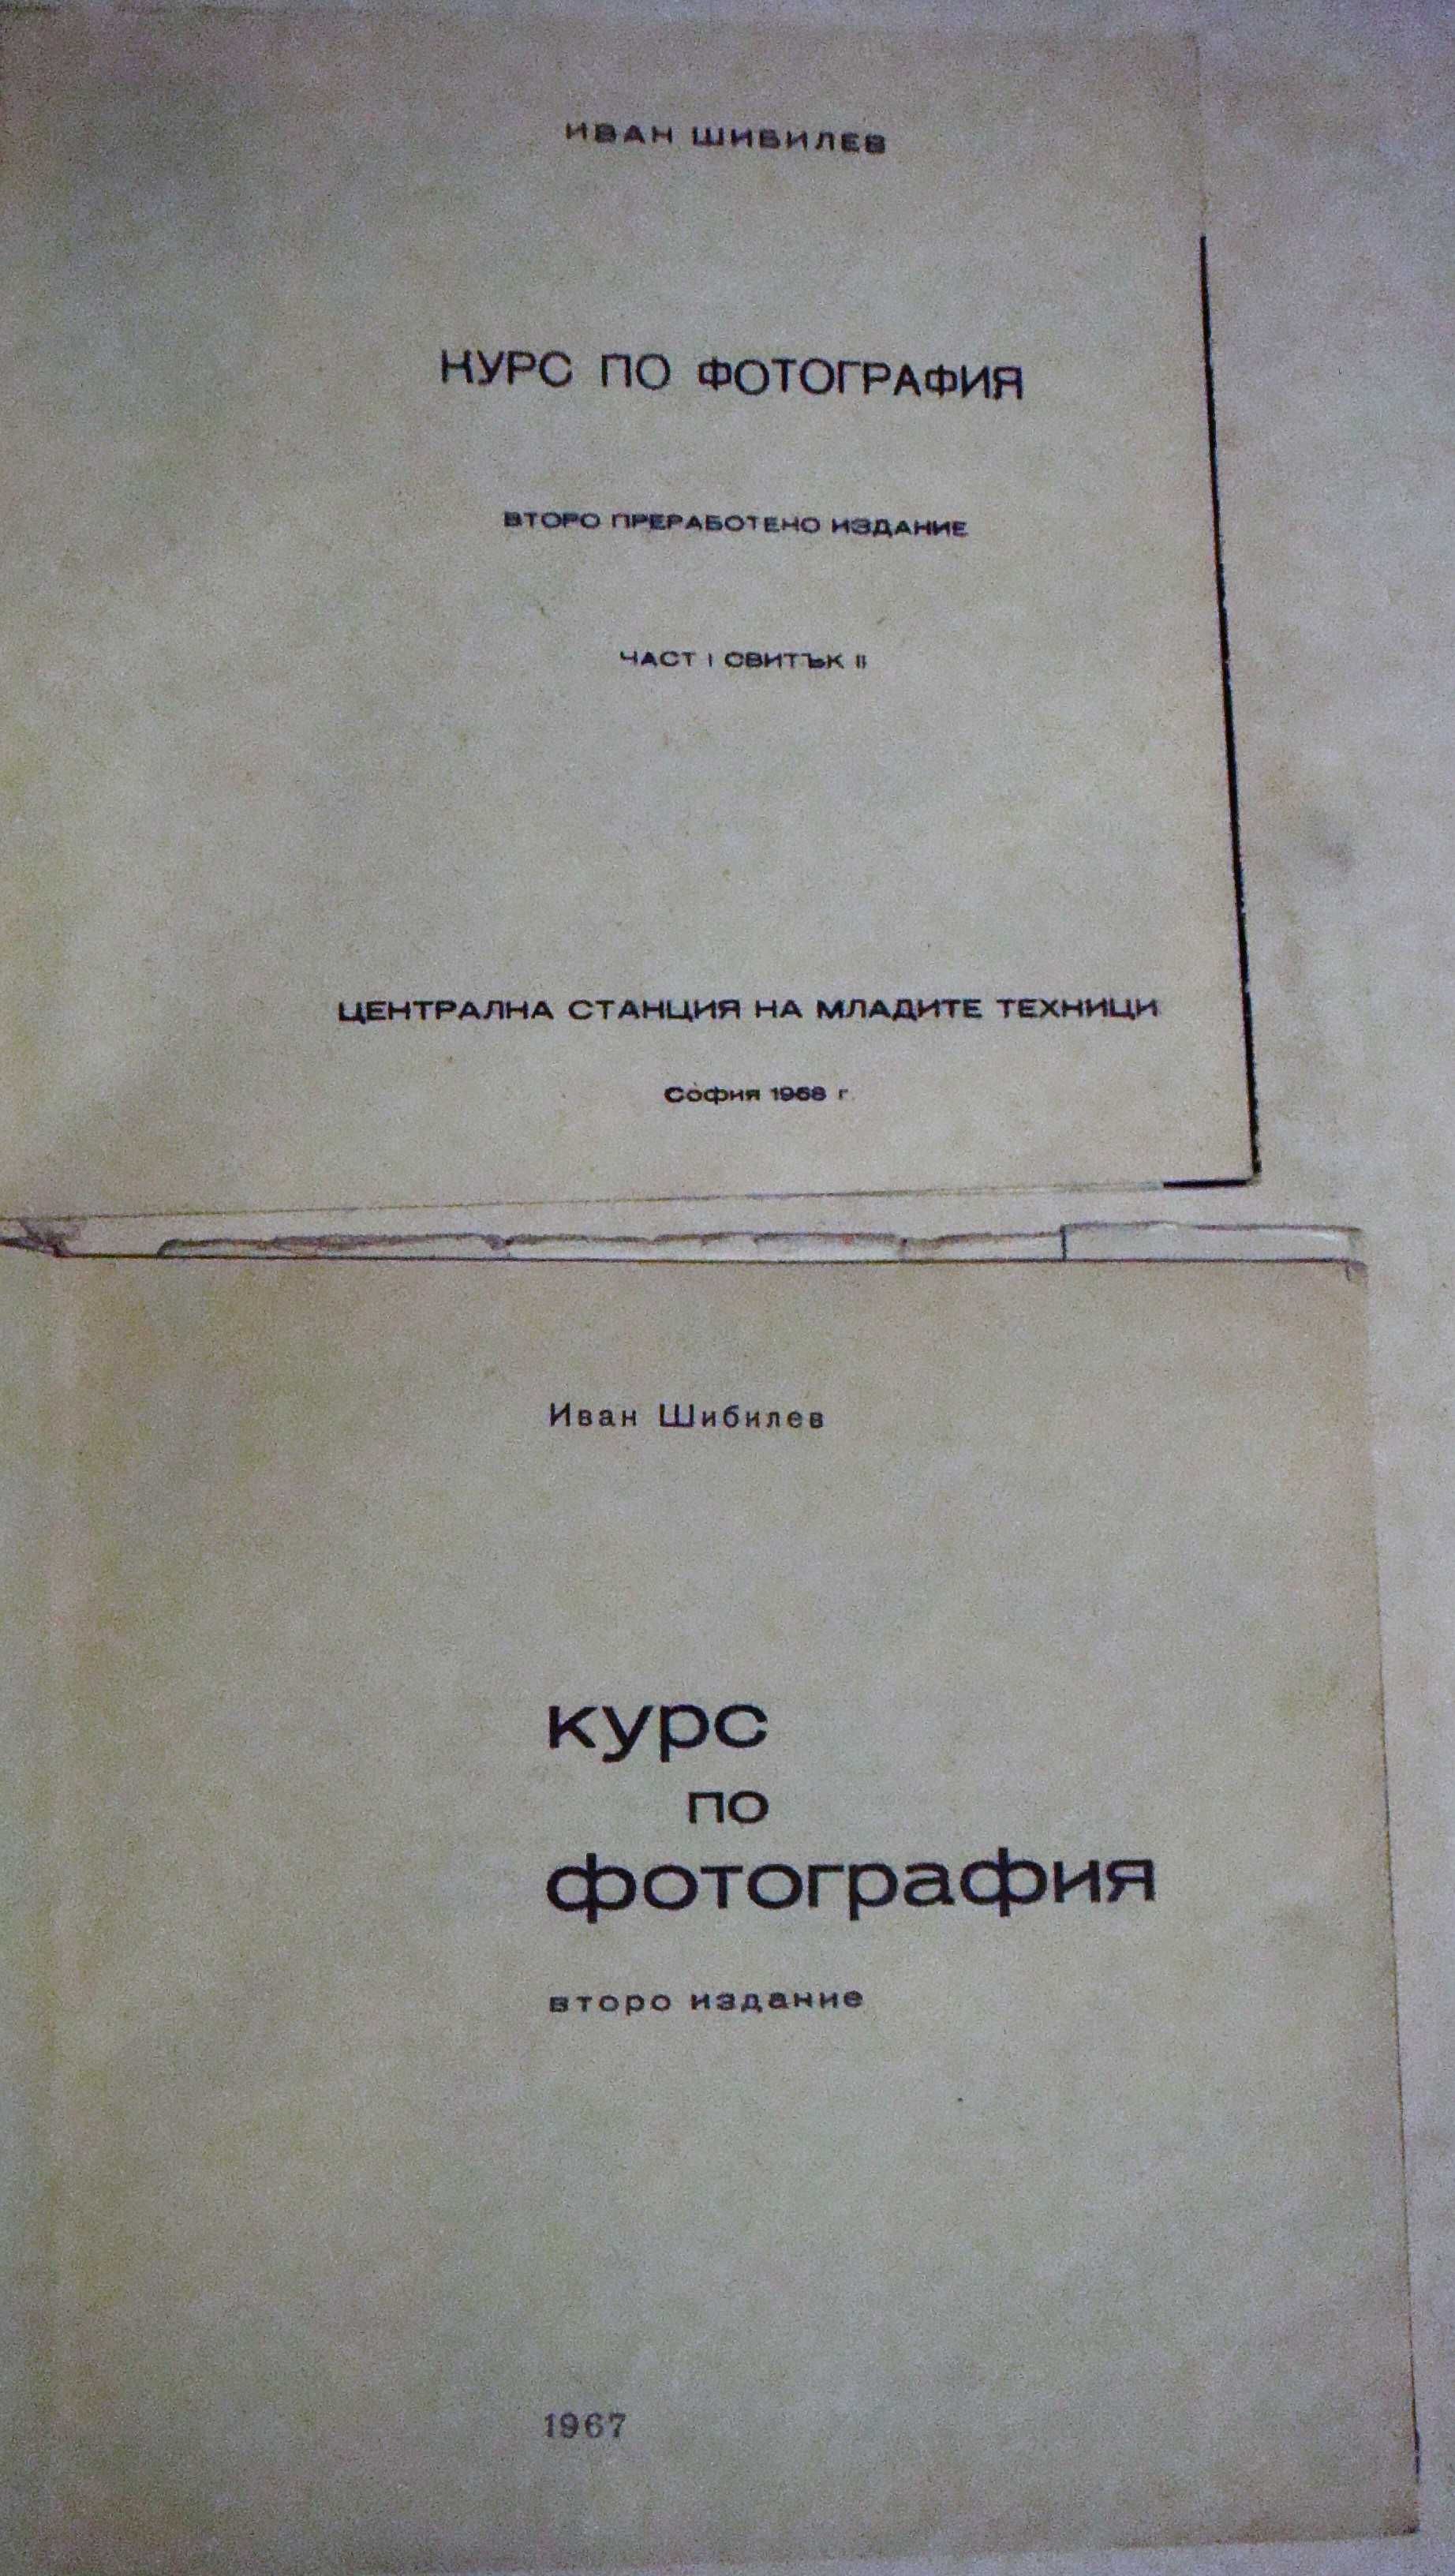 ИВАН ШИБИЛЕВ
КУРС ПО ФОТОГРАФИЯ
ВТОРО ПРЕРАБОТЕНО ИЗДАНИЕ
ЧАСТ I СВИТЪК II
ЦЕНТРАЛНА СТАНЦИЯ НА МЛАДИТЕ ТЕХНИЦИ
София 1968 г.
Иван Шибилев
курс
по
фотография
второ издание
1967